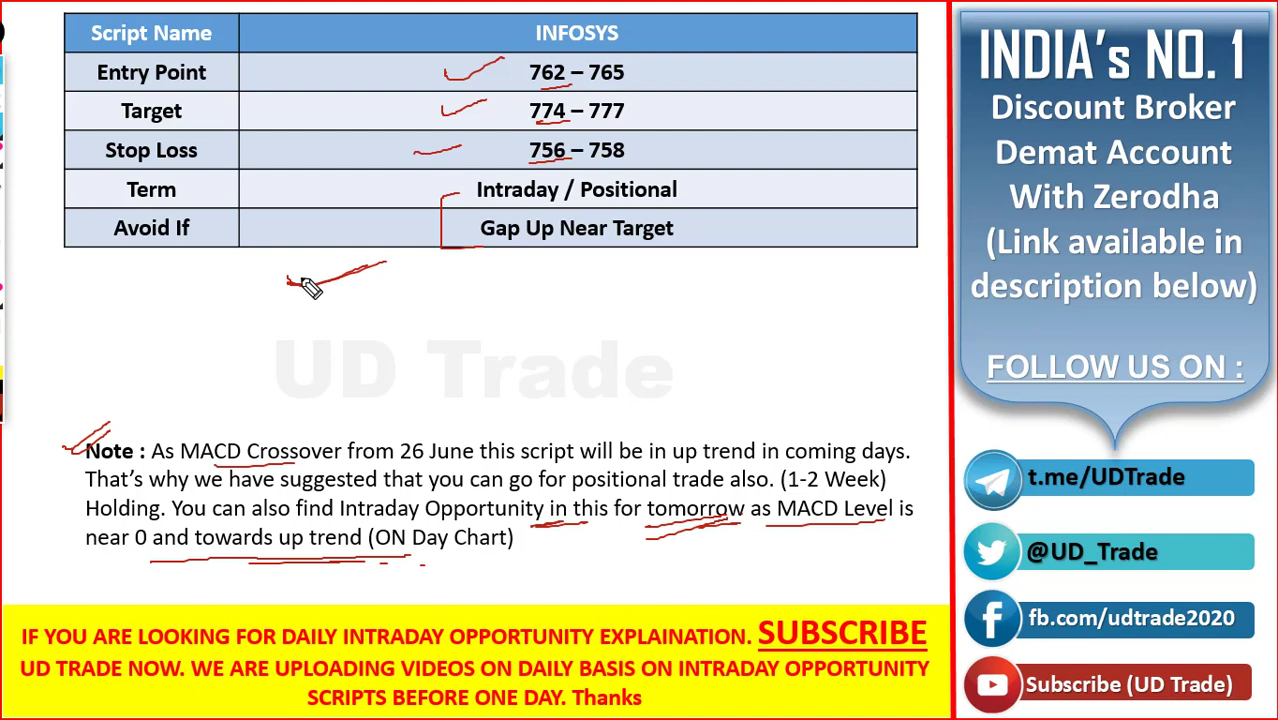 Script Name INFOSYS
Entry Point 762 – 765
Target 774 – 777
Stop Loss 756 – 758
Term Intraday / Positional
Avoid If Gap Up Near Target
UD Trade
Note : As MACD Crossover from 26 June this script will be in up trend in coming days.
That's why we have suggested that you can go for positional trade also. (1-2 Week)
Holding. You can also find Intraday Opportunity in this for tomorrow as MACD Level is
near 0 and towards up trend (ON Day Chart)
IF YOU ARE LOOKING FOR DAILY INTRADAY OPPORTUNITY EXPLAINATION. SUBSCRIBE
UD TRADE NOW. WE ARE UPLOADING VIDEOS ON DAILY BASIS ON INTRADAY OPPORTUNITY
SCRIPTS BEFORE ONE DAY. Thanks
INDIA's NO. 1
Discount Broker
Demat Account
With Zerodha
(Link available in
description below)
FOLLOW US ON :
t.me/UDTrade
@UD_Trade
fb.com/udtrade2020
Subscribe (UD Trade)